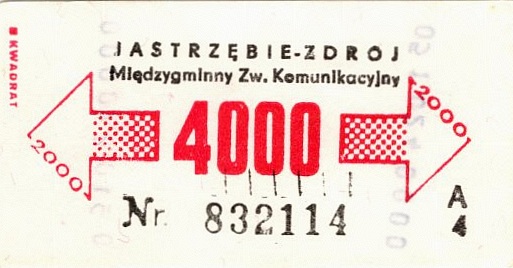 KWADRAT
JASTRZĘBIE-ZDRÓJ
Międzygminny Zw. Komunikacyjny
2000
4000
2000
Nr. 832114
A
4